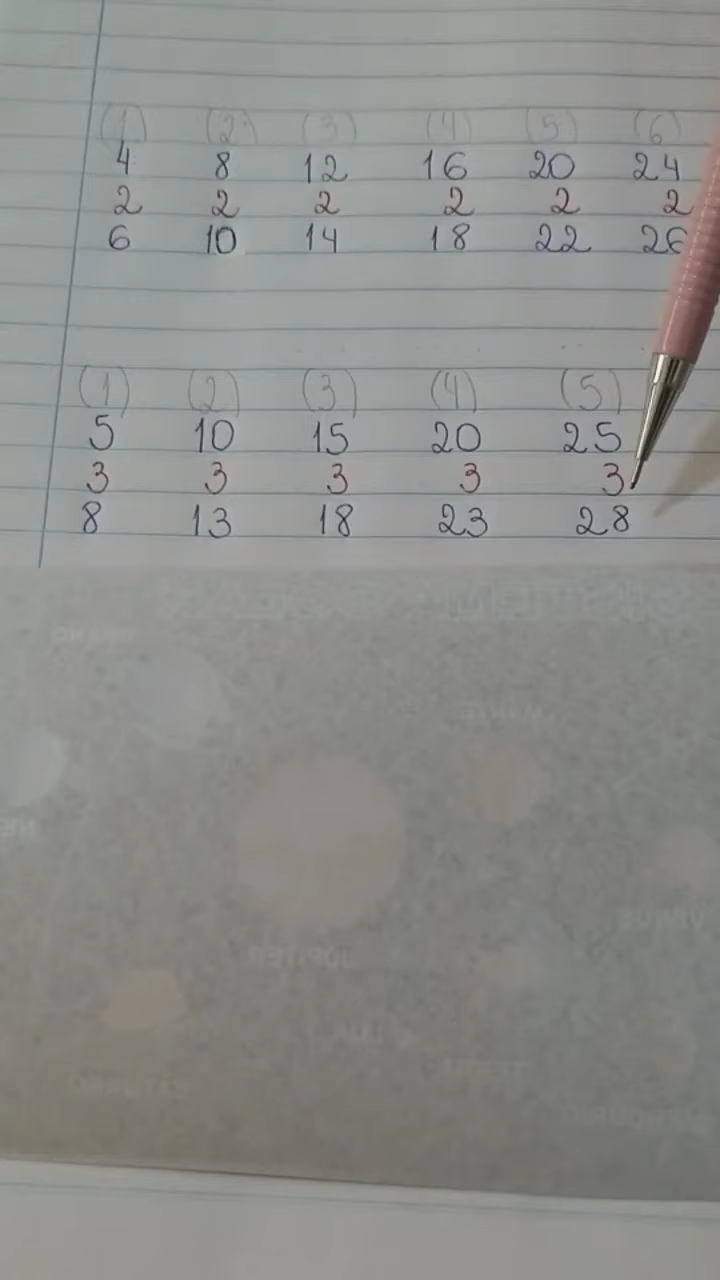 (1) (2) (3) (4) (5) (6)
4 8 12 16 20 24
2 2 2 2 2 2
6 10 14 18 22 26
(1) (2) (3) (4) (5)
5 10 15 20 25
3 3 3 3 3
8 13 18 23 28
JÚPITER